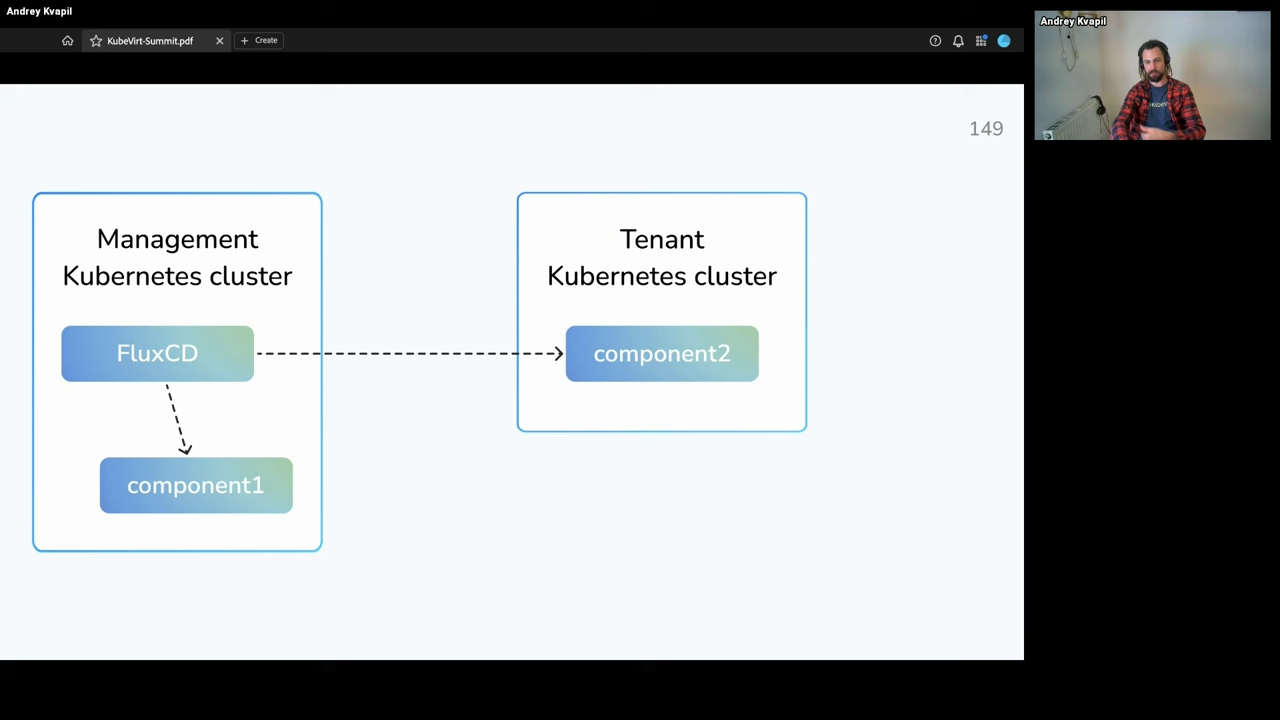 Andrey Kvapil
KubeVirt-Summit.pdf
Create
Andrey Kvapil
149
Management
Kubernetes cluster
FluxCD
component1
Tenant
Kubernetes cluster
component2